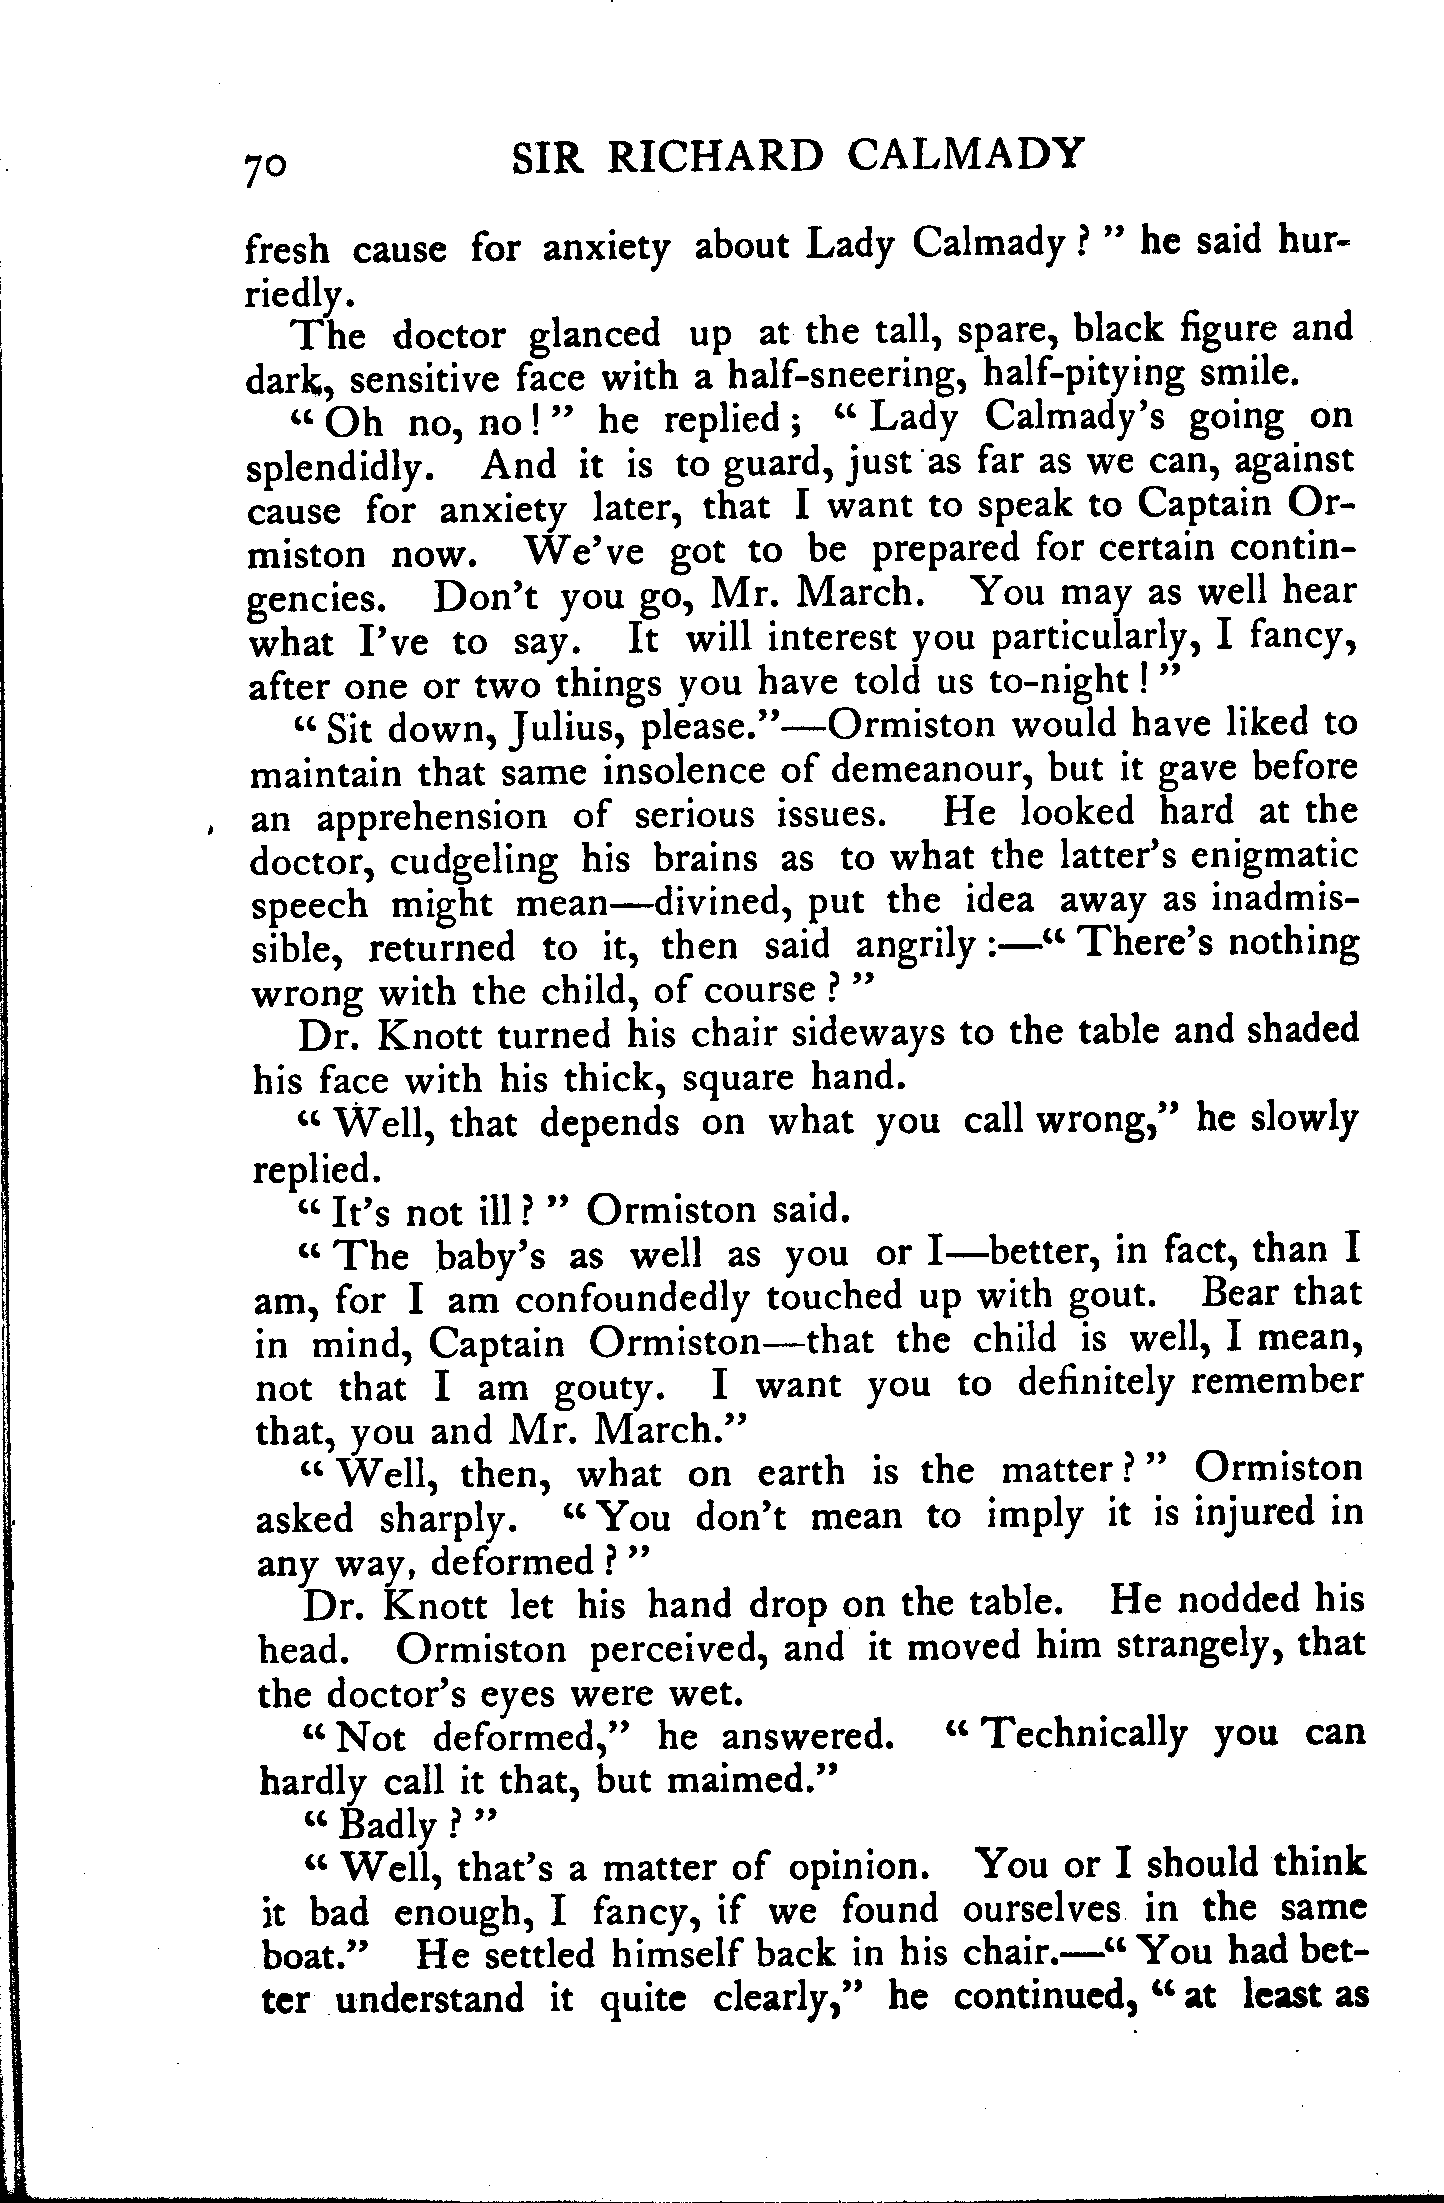 70 SIR RICHARD CALMADY
fresh cause for anxiety about Lady Calmady?" he said hur-
riedly.
The doctor glanced up at the tall, spare, black figure and
dark, sensitive face with a half-sneering, half-pitying smile.
"Oh no, no!" he replied; "Lady Calmady's going on
splendidly. And it is to guard, just as far as we can, against
cause for anxiety later, that I want to speak to Captain Or-
miston now. We've got to be prepared for certain contin-
gencies. Don't you go, Mr. March. You may as well hear
what I've to say. It will interest you particularly, I fancy,
after one or two things you have told us to-night!"
"Sit down, Julius, please."—Ormiston would have liked to
maintain that same insolence of demeanour, but it gave before
an apprehension of serious issues. He looked hard at the
doctor, cudgeling his brains as to what the latter's enigmatic
speech might mean—divined, put the idea away as inadmis-
sible, returned to it, then said angrily:—"There's nothing
wrong with the child, of course?"
Dr. Knott turned his chair sideways to the table and shaded
his face with his thick, square hand.
"Well, that depends on what you call wrong," he slowly
replied.
"It's not ill?" Ormiston said.
"The baby's as well as you or I—better, in fact, than I
am, for I am confoundedly touched up with gout. Bear that
in mind, Captain Ormiston—that the child is well, I mean,
not that I am gouty. I want you to definitely remember
that, you and Mr. March."
"Well, then, what on earth is the matter?" Ormiston
asked sharply. "You don't mean to imply it is injured in
any way, deformed?"
Dr. Knott let his hand drop on the table. He nodded his
head. Ormiston perceived, and it moved him strangely, that
the doctor's eyes were wet.
"Not deformed," he answered. "Technically you can
hardly call it that, but maimed."
"Badly?"
"Well, that's a matter of opinion. You or I should think
it bad enough, I fancy, if we found ourselves in the same
boat." He settled himself back in his chair.—"You had bet-
ter understand it quite clearly," he continued, "at least as